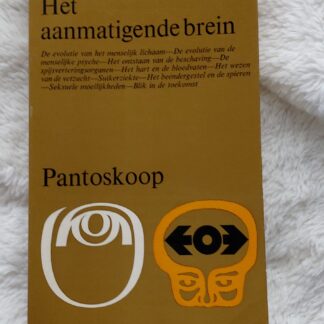 Het
aanmatigende brein
De evolutie van het menselijk lichaam—De evolutie van de
menselijke psyche—Het ontstaan van de beschaving—De
spijsverteringsorganen—Het hart en de bloedvaten—Het wezen
van de verzucht—Suikerziekte—Het beendergestel en de spieren
—Seksuele moeilijkheden—Blik in de toekomst
Pantoskoop